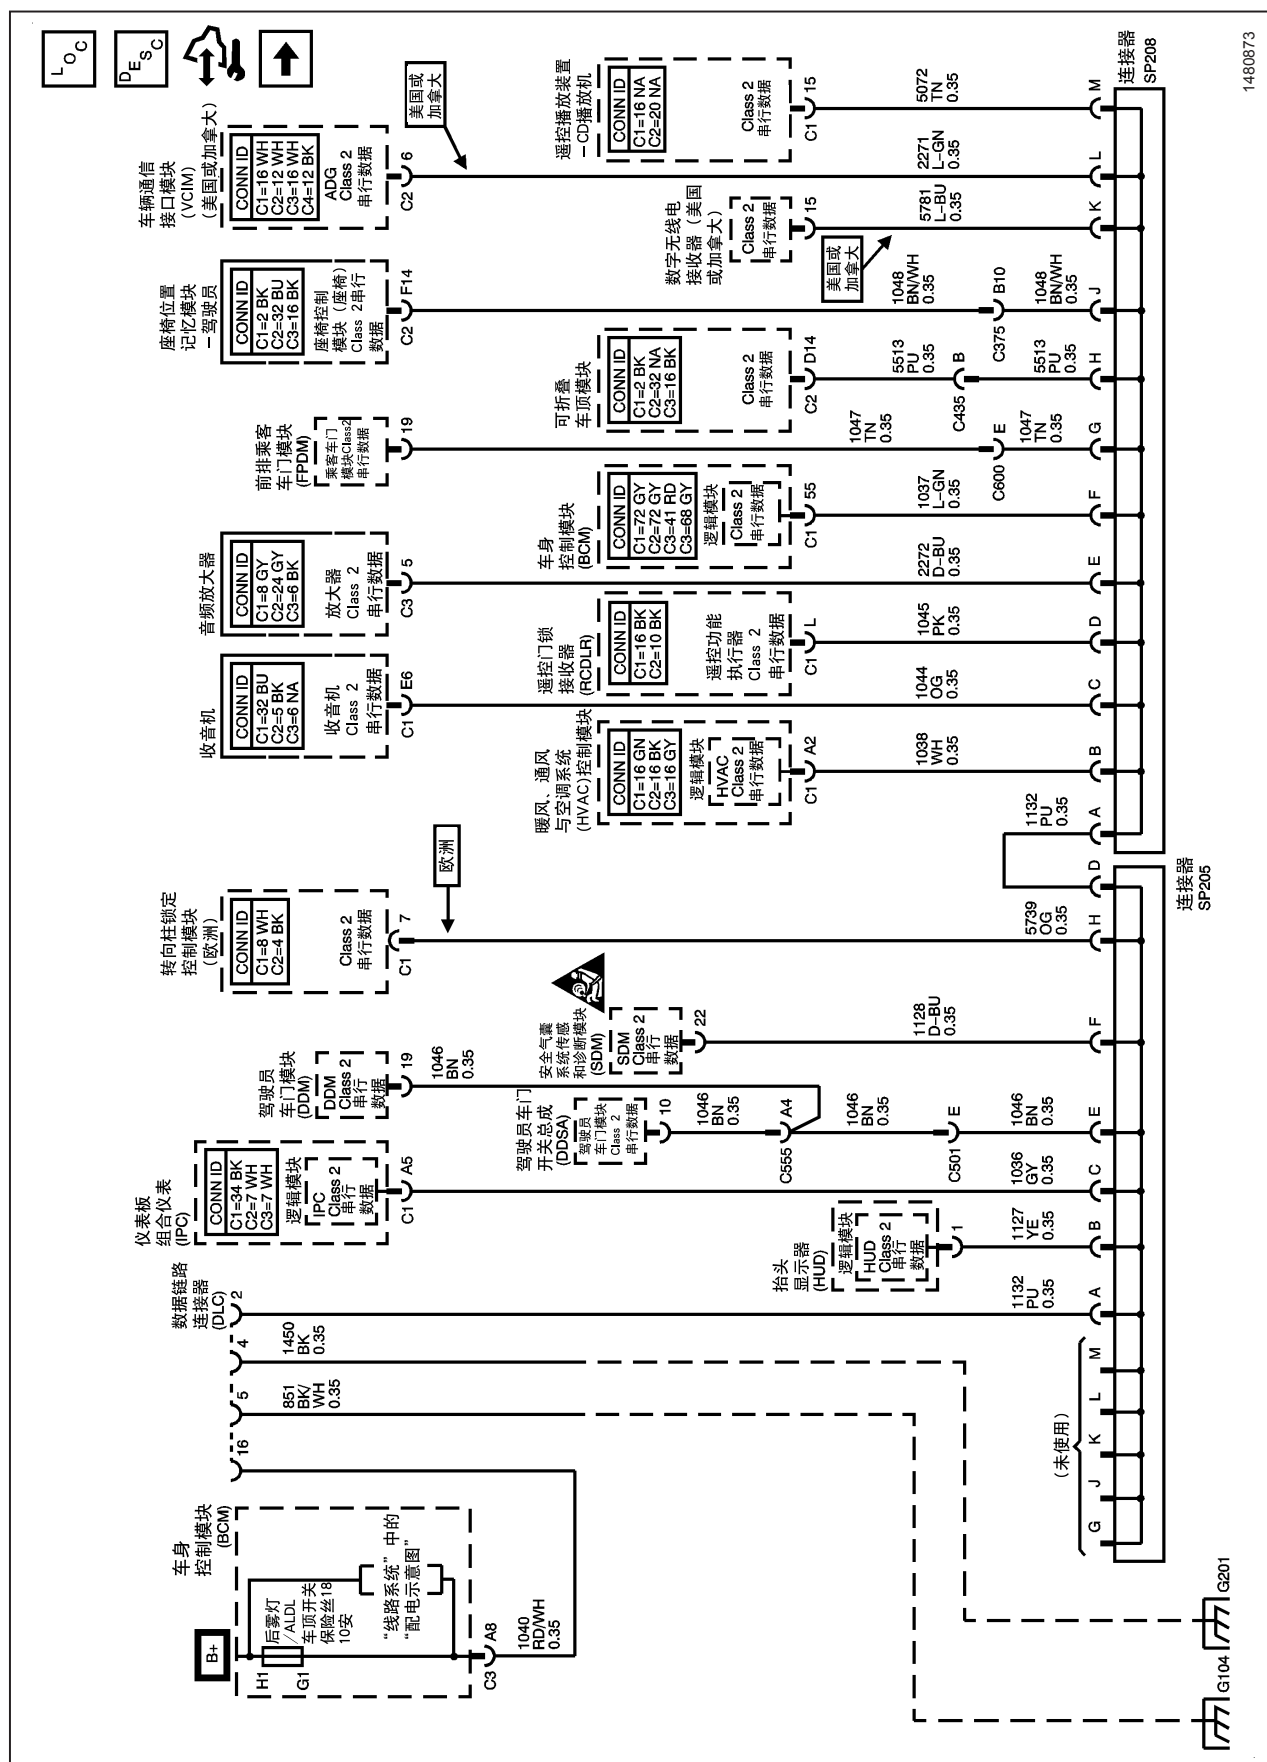 LOC
DESC
数据链路
连接器
(DLC)
2
4
5
16
1450
BK
0.35
851
BK/
WH
0.35
车身
控制模块
(BCM)
B+
H1
G1
后雾灯
/ALDL
车顶开关
保险丝18
10安
“线路系统”中的
“配电示意图”
C3
A8
1040
RD/WH
0.35
仪表板
组合仪表
(IPC)
CONN ID
C1=34 BK
C2=7 WH
C3=7 WH
逻辑模块
IPC
Class 2
串行
数据
C1
A5
驾驶员
车门模块
(DDM)
DDM
Class 2
串行
数据
19
1046
BN
0.35
转向柱锁定
控制模块
(欧洲)
CONN ID
C1=8 WH
C2=4 BK
Class 2
串行数据
C1
7
欧洲
收音机
CONN ID
C1=32 BU
C2=5 BK
C3=6 NA
收音机
Class 2
串行数据
C1
E6
音频放大器
CONN ID
C1=8 GY
C2=24 GY
C3=6 BK
放大器
Class 2
串行数据
C3
5
前排乘客
车门模块
(FPDM)
乘客车门
模块Class2
串行数据
19
座椅位置
记忆模块
–驾驶员
CONN ID
C1=2 BK
C2=32 BU
C3=16 BK
座椅控制
模块(座椅)
Class 2串行
数据
C2
F14
车辆通信
接口模块
(VCIM)
(美国或加拿大)
CONN ID
C1=16 WH
C2=12 WH
C3=16 WH
C4=12 BK
ADG
Class 2
串行数据
C2
6
美国或
加拿大
抬头
显示器
(HUD)
逻辑模块
HUD
Class 2
串行
数据
1
驾驶员车门
开关总成
(DDSA)
驾驶员
车门模块
Class 2
串行数据
10
1046
BN
0.35
C555
A4
1046
BN
0.35
C501
E
1046
BN
0.35
安全气囊
系统传感
和诊断模块
(SDM)
SDM
Class 2
串行
数据
22
暖风、通风
与空调系统
(HVAC)控制模块
CONN ID
C1=16 GN
C2=16 BK
C3=16 GY
逻辑模块
HVAC
Class 2
串行数据
C1
A2
遥控门锁
接收器
(RCDLR)
CONN ID
C1=16 BK
C2=10 BK
遥控功能
执行器
Class 2
串行数据
C1
L
车身
控制模块
(BCM)
CONN ID
C1=72 GY
C2=72 GY
C3=41 RD
C3=68 GY
逻辑模块
Class 2
串行数据
C1
55
可折叠
车顶模块
CONN ID
C1=2 BK
C2=32 NA
C3=16 BK
Class 2
串行数据
C2
D14
数字无线电
接收器(美国
或加拿大)
Class 2
串行数据
15
美国或
加拿大
遥控播放装置
–CD播放机
CONN ID
C1=16 NA
C2=20 NA
Class 2
串行数据
C1
15
1047
TN
0.35
C600
E
1047
TN
0.35
5513
PU
0.35
C435
B
5513
PU
0.35
1048
BN/WH
0.35
C375
B10
1048
BN/WH
0.35
1132
PU
0.35
1127
YE
0.35
1036
GY
0.35
1128
D–BU
0.35
5739
OG
0.35
1132
PU
0.35
1038
WH
0.35
1044
OG
0.35
1045
PK
0.35
2272
D–BU
0.35
1037
L–GN
0.35
5781
L–BU
0.35
2271
L–GN
0.35
5072
TN
0.35
(未使用)
G
J
K
L
M
A
B
C
E
F
H
D
连接器
SP205
A
B
C
D
E
F
G
H
J
K
L
M
连接器
SP208
G104
G201
1480873